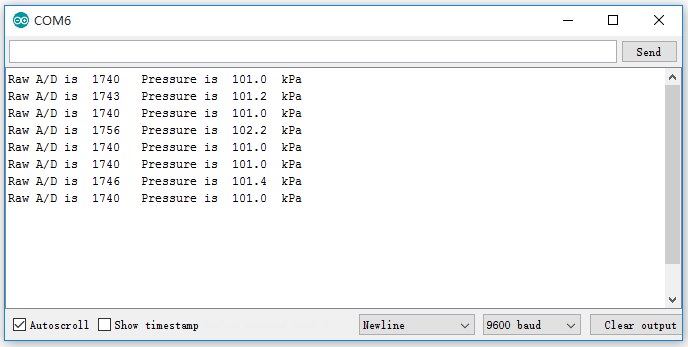 COM6
Send
Raw A/D is 1740 Pressure is 101.0 kPa
Raw A/D is 1743 Pressure is 101.2 kPa
Raw A/D is 1740 Pressure is 101.0 kPa
Raw A/D is 1756 Pressure is 102.2 kPa
Raw A/D is 1740 Pressure is 101.0 kPa
Raw A/D is 1740 Pressure is 101.0 kPa
Raw A/D is 1746 Pressure is 101.4 kPa
Raw A/D is 1740 Pressure is 101.0 kPa
Autoscroll Show timestamp Newline 9600 baud Clear output